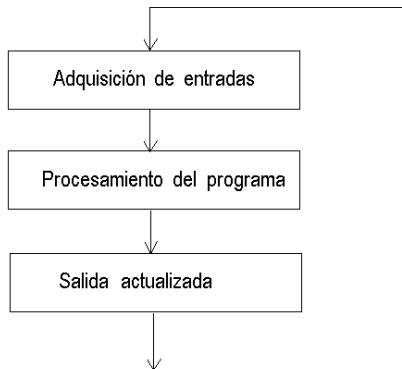 Adquisición de entradas
Procesamiento del programa
Salida actualizada